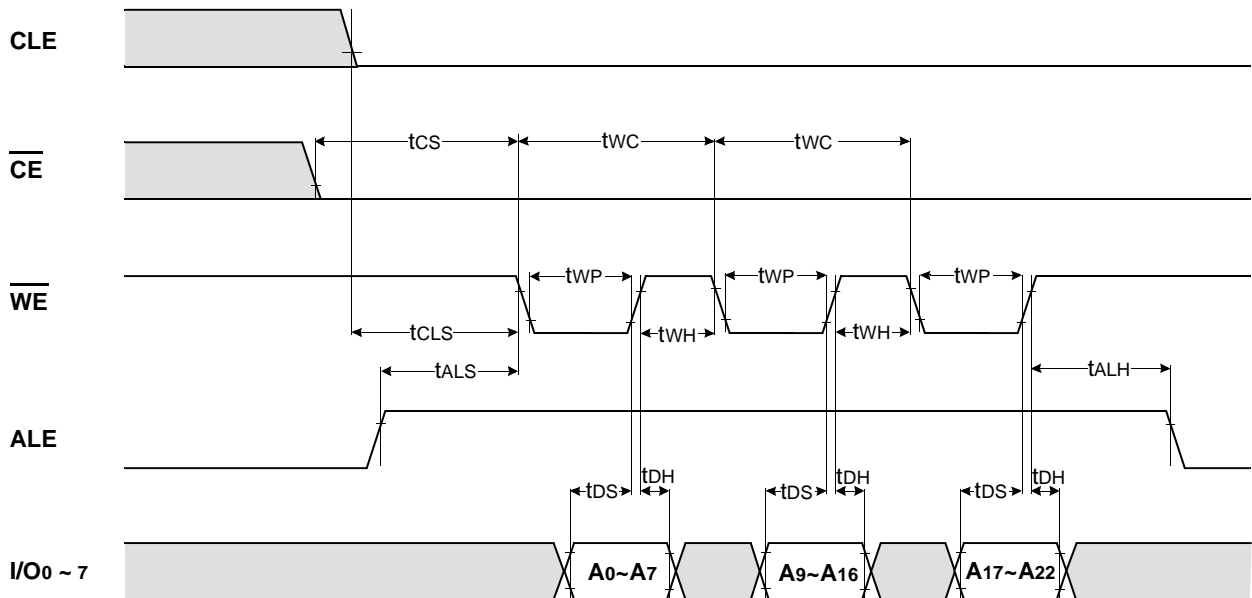 CLE
CE
tCS
tWC
tWC
WE
tWP
tWP
tWP
tCLS
tWH
tWH
tALS
tALH
ALE
tDS
tDH
tDS
tDH
tDS
tDH
I/O0 ~ 7
A0~A7
A9~A16
A17~A22